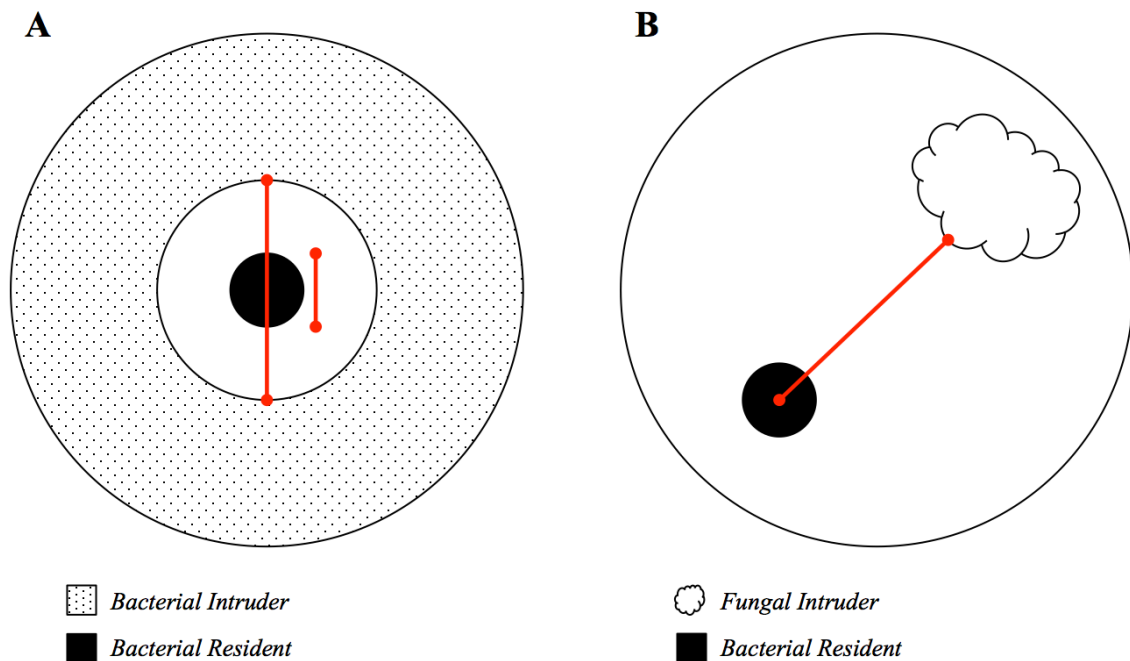 A
B
Bacterial Intruder
Bacterial Resident
Fungal Intruder
Bacterial Resident